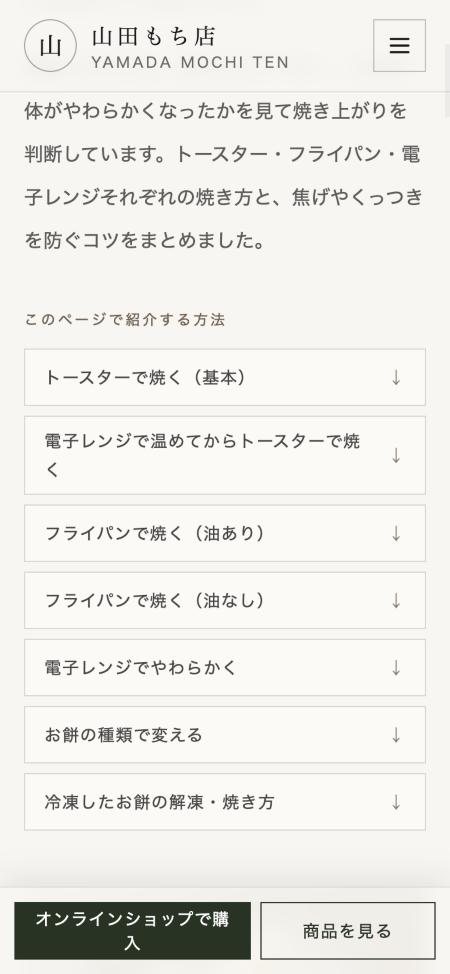 山
山田もち店
YAMADA MOCHI TEN
体がやわらかくなったかを見て焼き上がりを
判断しています。トースター・フライパン・電
子レンジそれぞれの焼き方と、焦げやくっつき
を防ぐコツをまとめました。
このページで紹介する方法
トースターで焼く（基本） ↓
電子レンジで温めてからトースターで焼
く ↓
フライパンで焼く（油あり） ↓
フライパンで焼く（油なし） ↓
電子レンジでやわらかく ↓
お餅の種類で変える ↓
冷凍したお餅の解凍・焼き方 ↓
オンラインショップで購
入
商品を見る